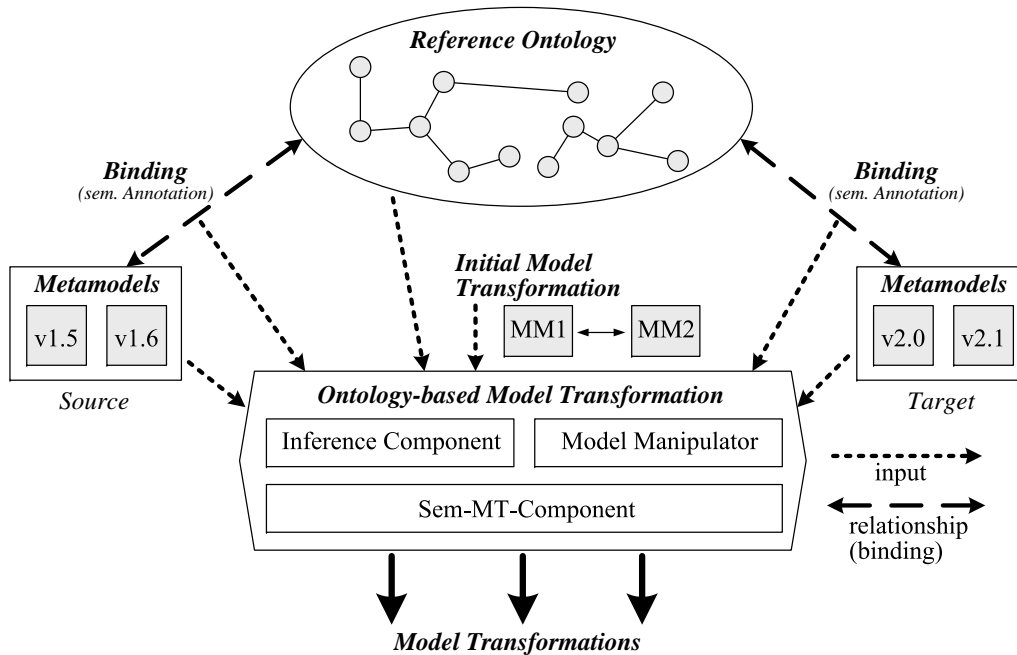 Reference Ontology
Binding
(sem. Annotation)
Binding
(sem. Annotation)
Initial Model
Transformation
Metamodels
v1.5
v1.6
Source
MM1
MM2
Metamodels
v2.0
v2.1
Target
Ontology-based Model Transformation
Inference Component
Model Manipulator
Sem-MT-Component
input
relationship
(binding)
Model Transformations